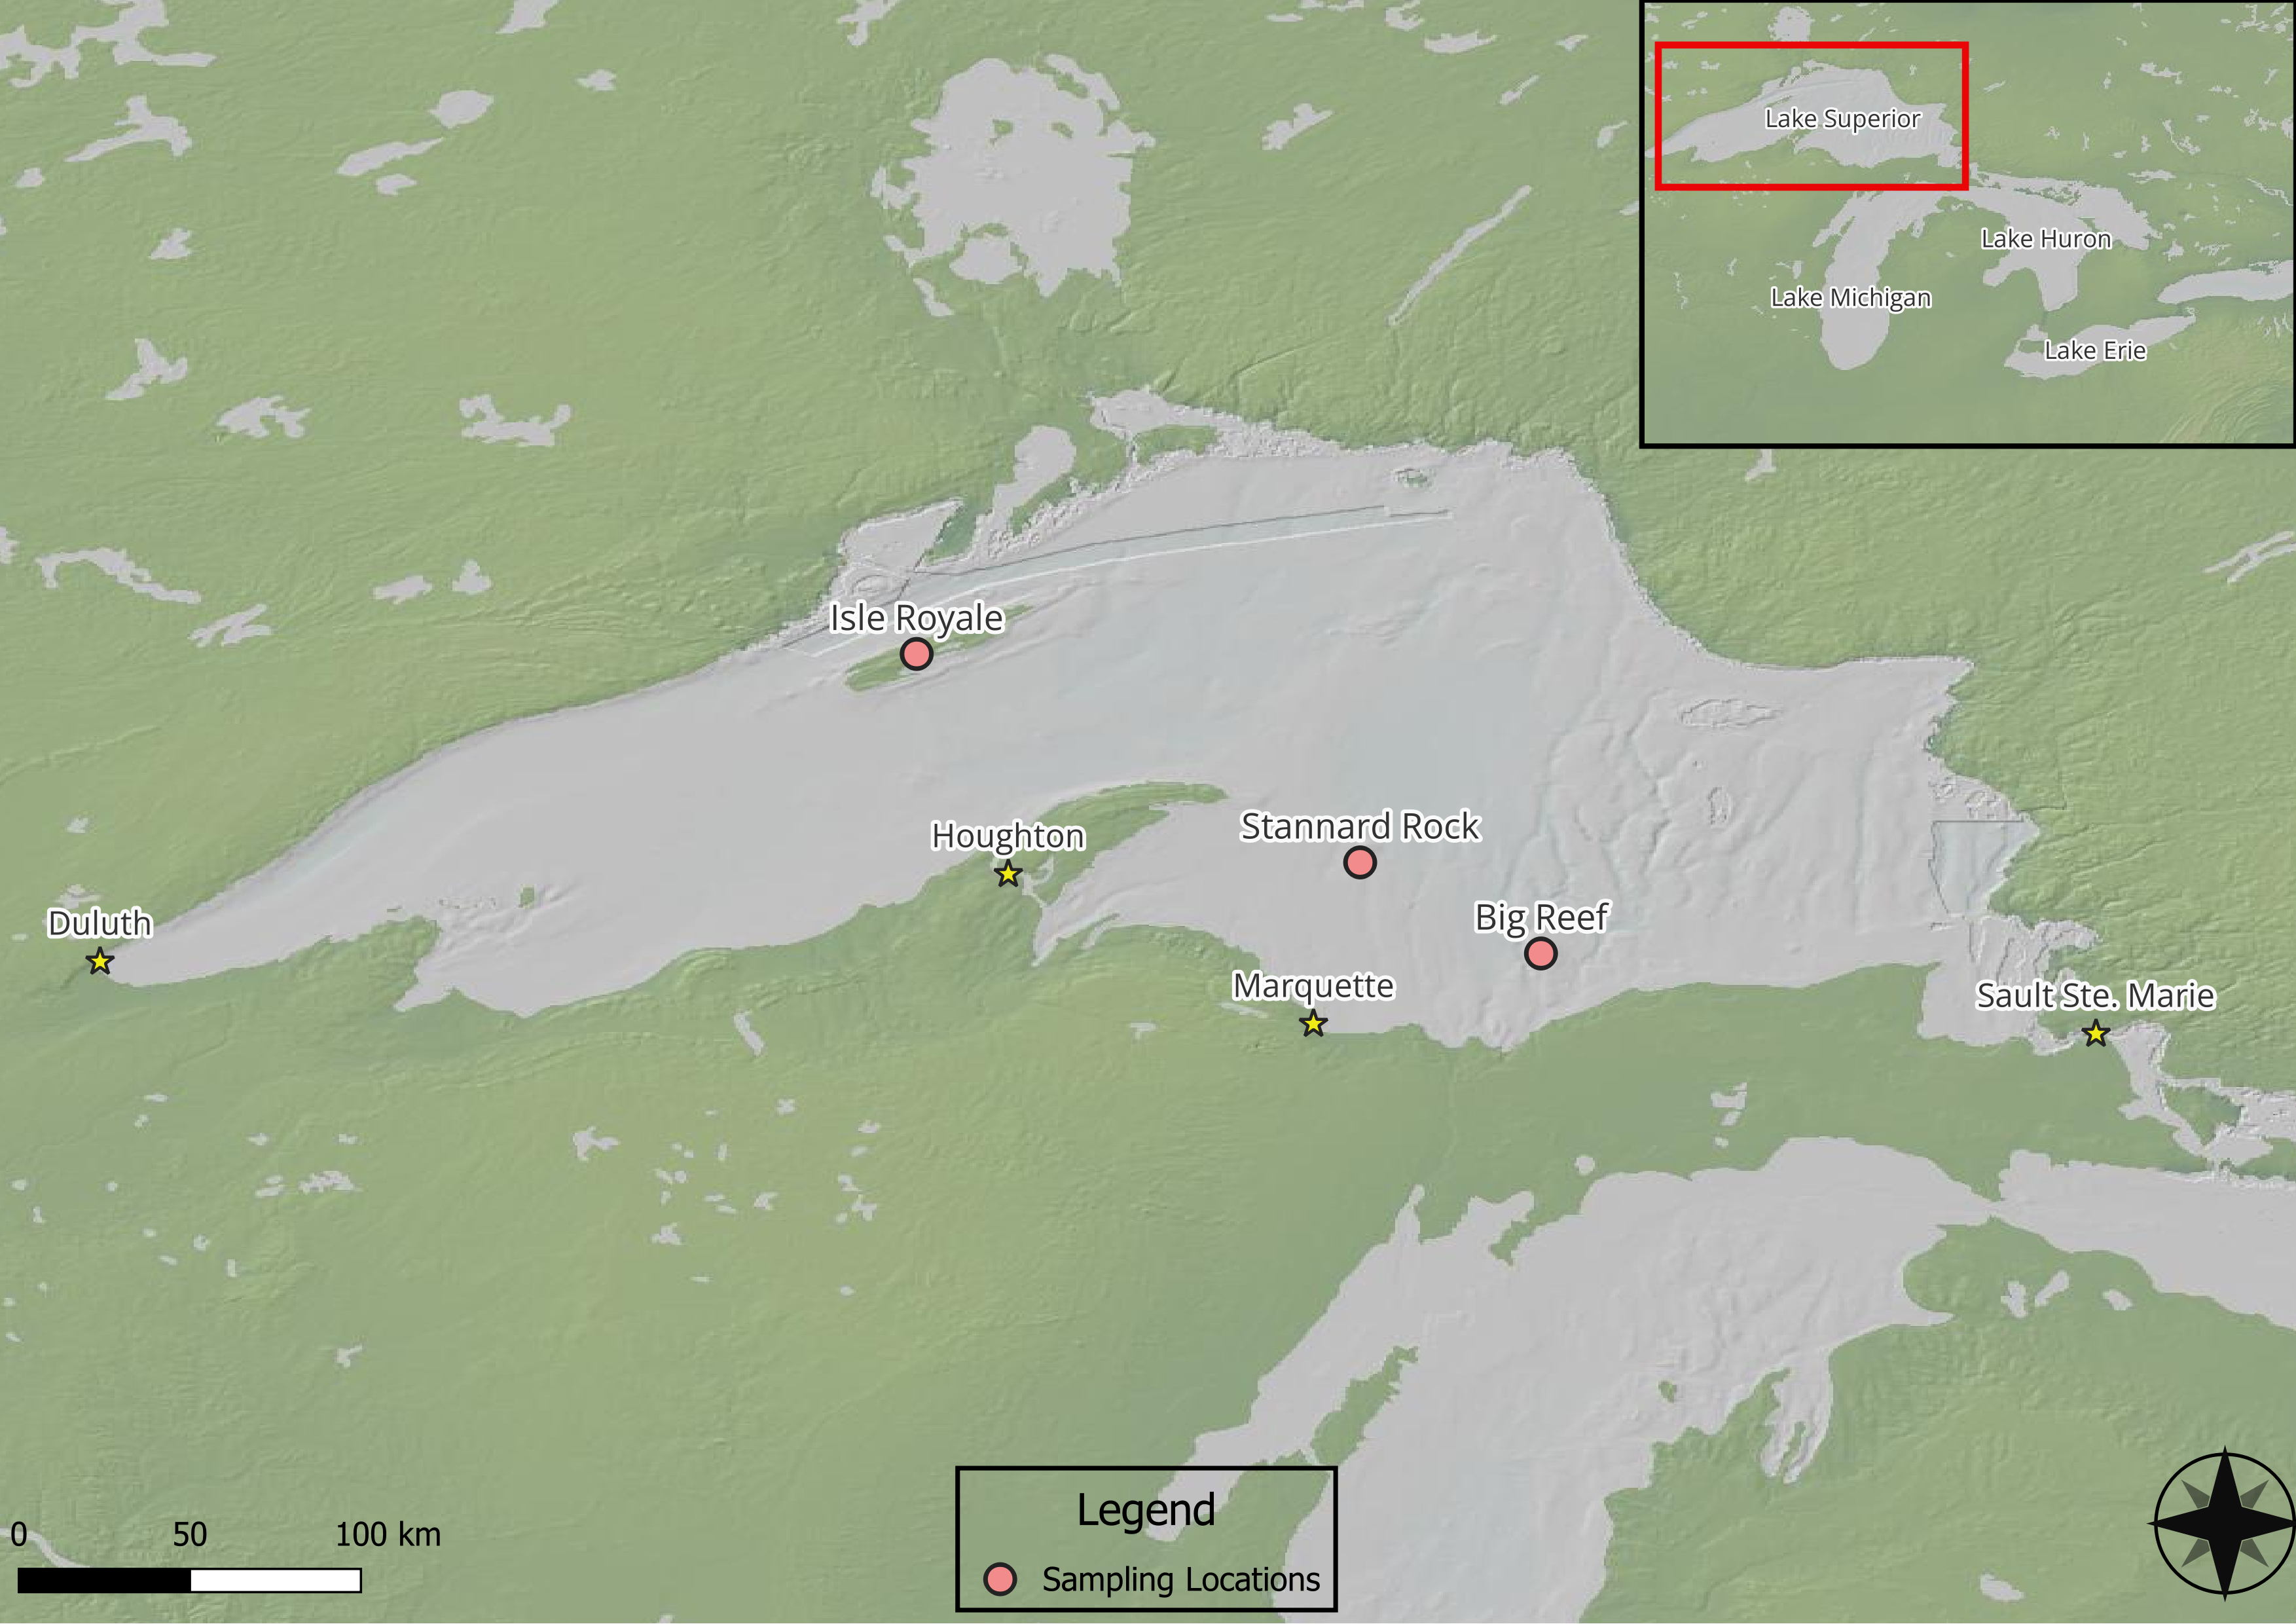 Lake Superior
Lake Huron
Lake Michigan
Lake Erie
Isle Royale
Houghton
Stannard Rock
Duluth
Big Reef
Marquette
Sault Ste. Marie
0 50 100 km
Legend
Sampling Locations